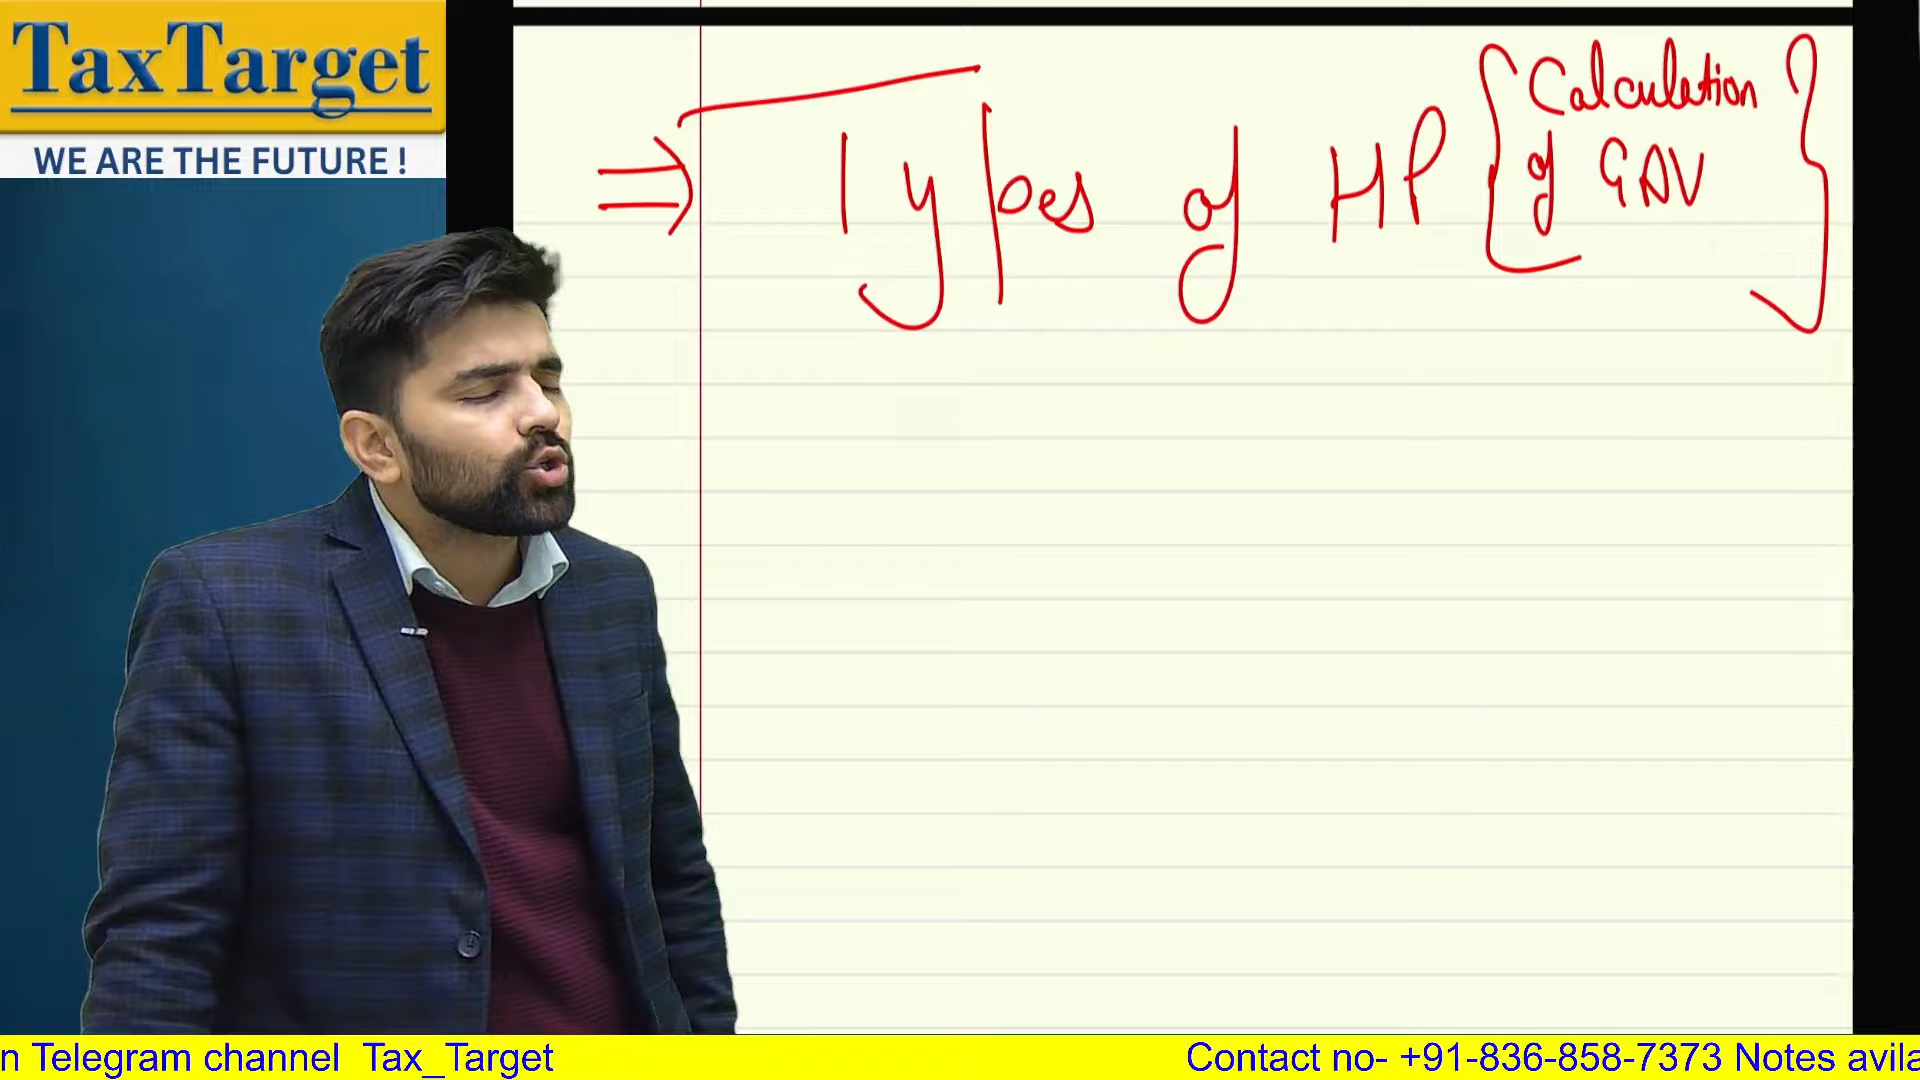 TaxTarget
WE ARE THE FUTURE !
⇒ Types of HP { Calculation
of GAV }
n Telegram channel Tax_Target
Contact no- +91-836-858-7373 Notes avila